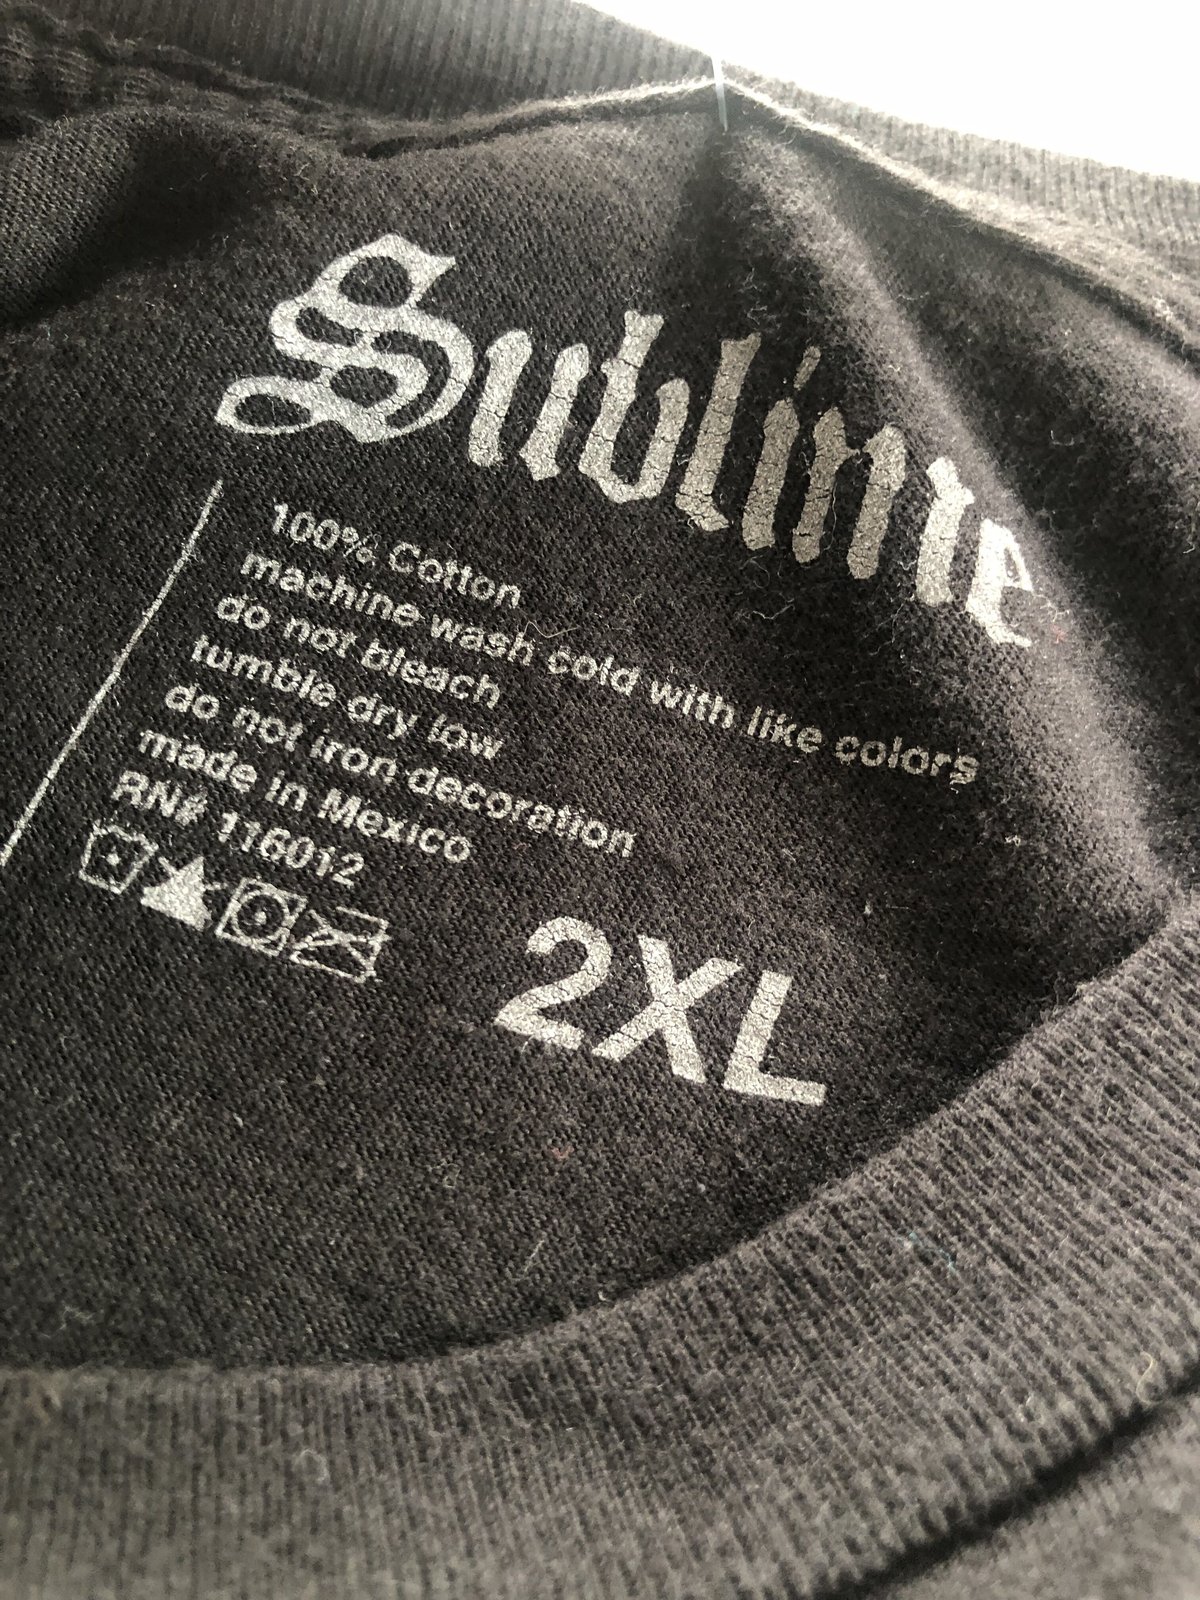 Sublime
100% Cotton
machine wash cold with like colors
do not bleach
tumble dry low
do not iron decoration
made in Mexico
RN# 116012
2XL